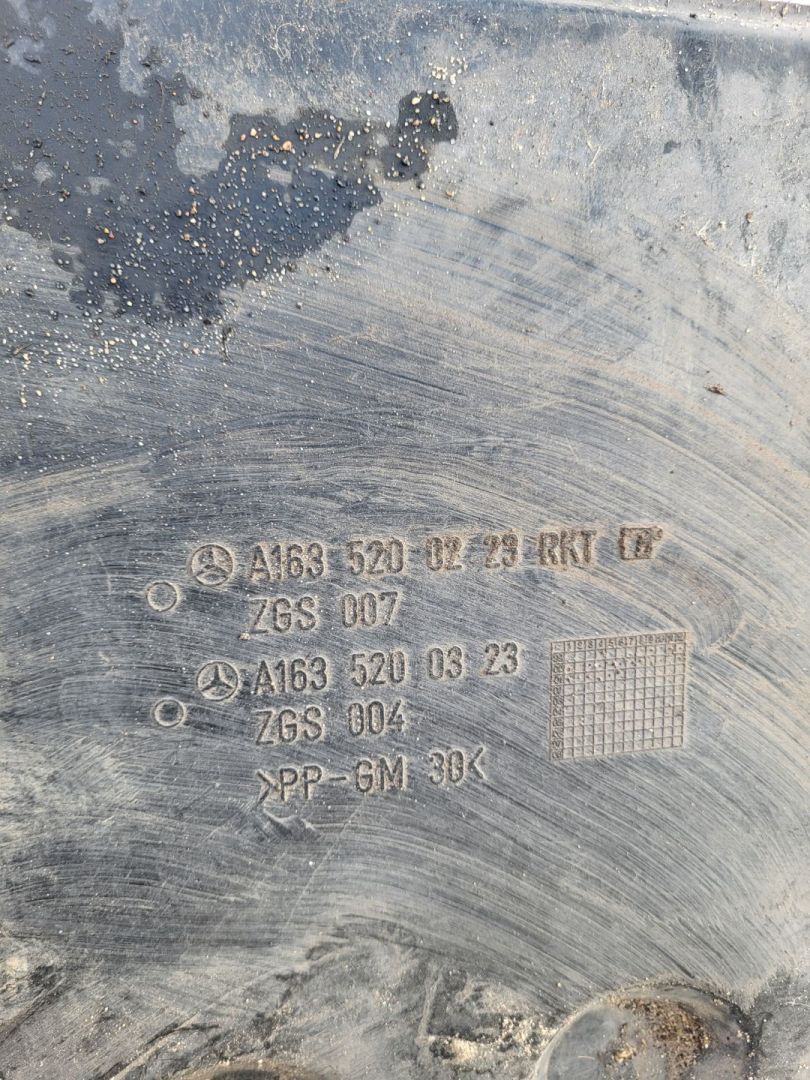 A163 520 02 23 RKT
ZGS 007
A163 520 03 23
ZGS 004
>PP-GM 30<